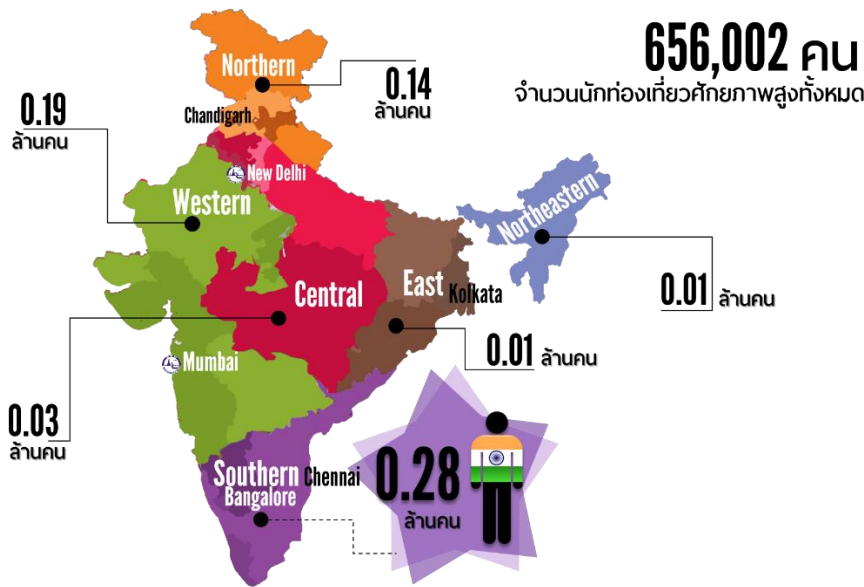 656,002 คน
จำนวนนักท่องเที่ยวศักยภาพสูงทั้งหมด
Northern
0.14
ล้านคน
0.19
ล้านคน
Chandigarh
New Delhi
Western
Northeastern
Central
East
Kolkata
0.01 ล้านคน
0.01 ล้านคน
Mumbai
0.03
ล้านคน
Southern
Chennai
Bangalore
0.28
ล้านคน